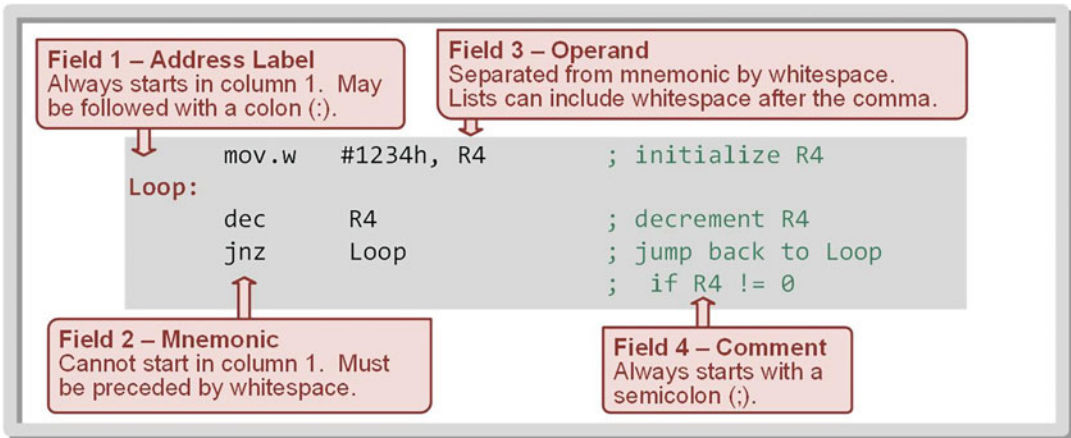 Field 1 – Address Label
Always starts in column 1. May
be followed with a colon (:).
Field 3 – Operand
Separated from mnemonic by whitespace.
Lists can include whitespace after the comma.
mov.w #1234h, R4 ; initialize R4
Loop:
dec R4 ; decrement R4
jnz Loop ; jump back to Loop
; if R4 != 0
Field 2 – Mnemonic
Cannot start in column 1. Must
be preceded by whitespace.
Field 4 – Comment
Always starts with a
semicolon (;).